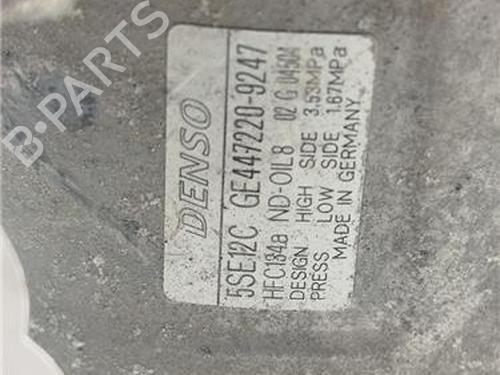 DENSO
5SE12C GE447220-9247
HFC134a ND-OIL8 02 G 04504
DESIGN HIGH SIDE 3.53MPa
PRESS LOW SIDE 1.67MPa
MADE IN GERMANY
B-PARTS